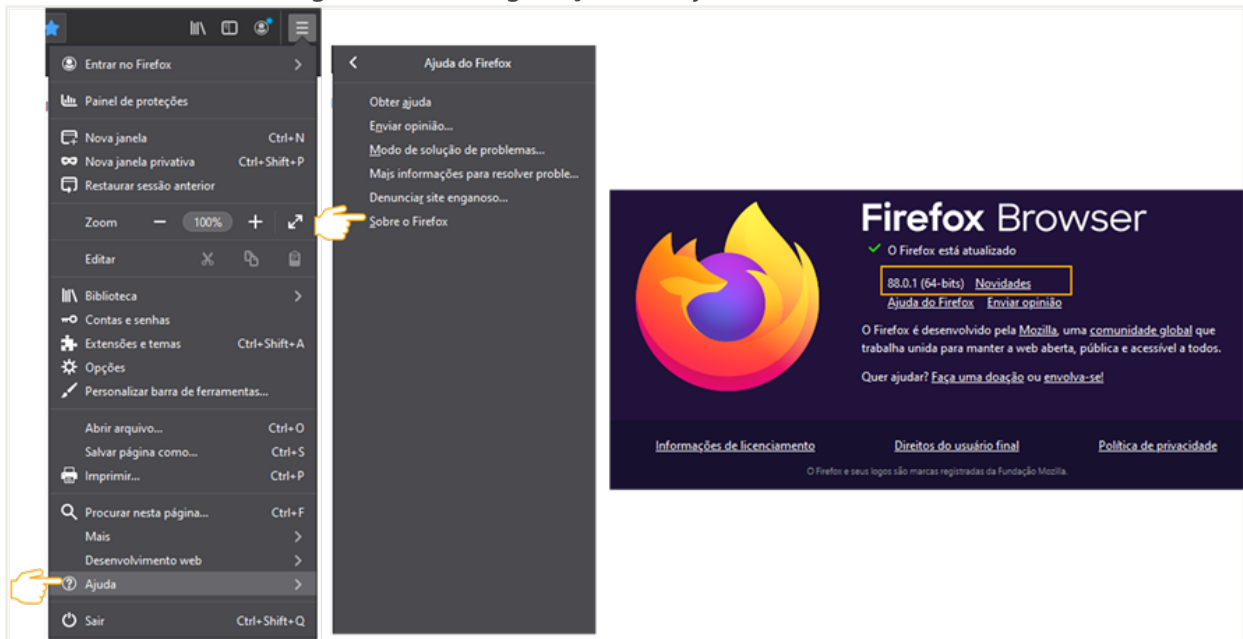 Entrar no Firefox
Painel de proteções
Nova janela Ctrl+N
Nova janela privativa Ctrl+Shift+P
Restaurar sessão anterior
Zoom − 100% +
Editar
Biblioteca
Contas e senhas
Extensões e temas Ctrl+Shift+A
Opções
Personalizar barra de ferramentas...
Abrir arquivo... Ctrl+O
Salvar página como... Ctrl+S
Imprimir... Ctrl+P
Procurar nesta página... Ctrl+F
Mais
Desenvolvimento web
Ajuda
Sair Ctrl+Shift+Q
Ajuda do Firefox
Obter ajuda
Enviar opinião...
Modo de solução de problemas...
Mais informações para resolver proble...
Denunciar site enganoso...
Sobre o Firefox
Firefox Browser
O Firefox está atualizado
88.0.1 (64-bits) Novidades
Ajuda do Firefox Enviar opinião
O Firefox é desenvolvido pela Mozilla, uma comunidade global que
trabalha unida para manter a web aberta, pública e acessível a todos.
Quer ajudar? Faça uma doação ou envolva-se!
Informações de licenciamento Direitos do usuário final Política de privacidade
O Firefox e seus logos são marcas registradas da Fundação Mozilla.